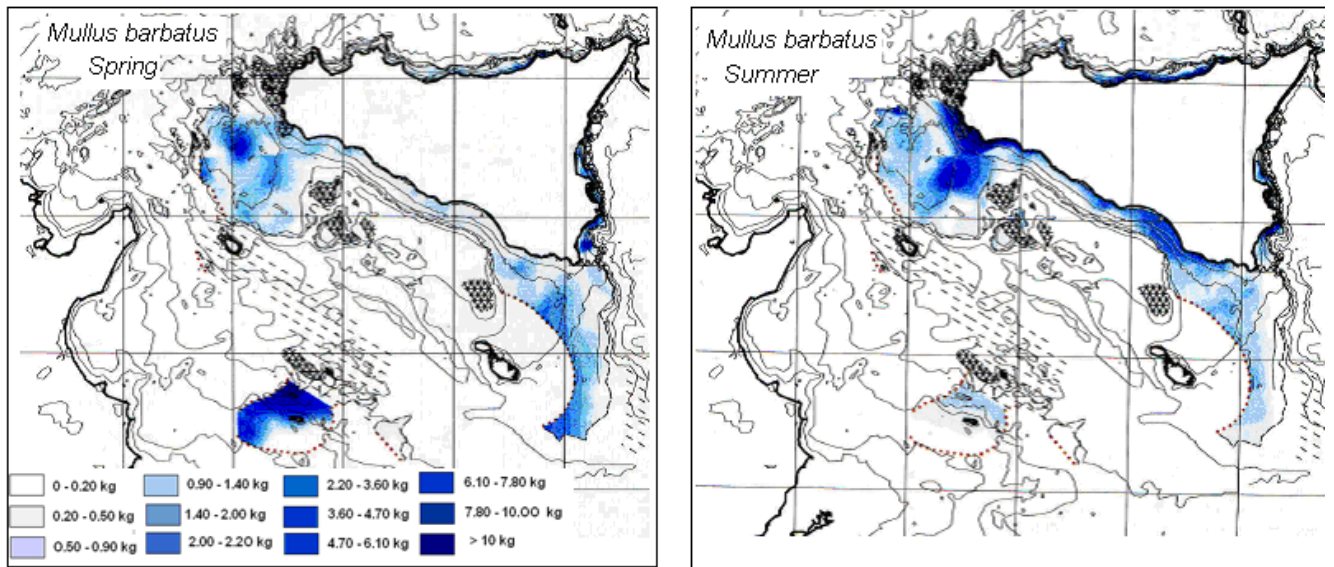 Mullus barbatus
Spring
0 - 0.20 kg
0.20 - 0.50 kg
0.50 - 0.90 kg
0.90 - 1.40 kg
1.40 - 2.00 kg
2.00 - 2.20 kg
2.20 - 3.60 kg
3.60 - 4.70 kg
4.70 - 6.10 kg
6.10 - 7.80 kg
7.80 - 10.00 kg
> 10 kg
Mullus barbatus
Summer